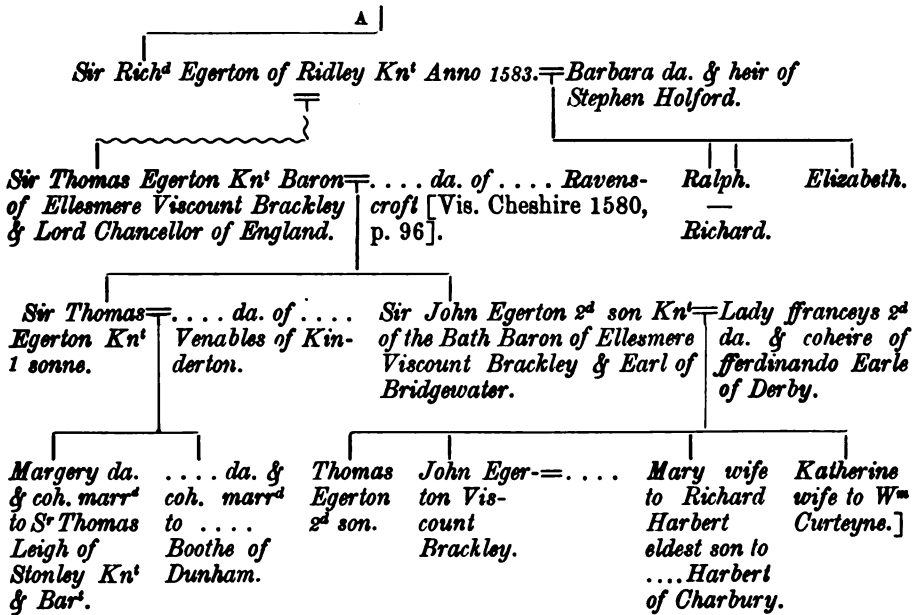 A
Sir Richᵈ Egerton of Ridley Knᵗ Anno 1583.=Barbara da. & heir of
Stephen Holford.
Sir Thomas Egerton Knᵗ Baron=. . . . da. of . . . . Ravens-
of Ellesmere Viscount Brackley
& Lord Chancellor of England.
croft [Vis. Cheshire 1580,
p. 96].
Ralph.
—
Richard.
Elizabeth.
Sir Thomas=. . . . da. of . . . .
Egerton Knᵗ
1 sonne.
Venables of Kin-
derton.
Sir John Egerton 2ᵈ son Knᵗ=Lady ffranceys 2ᵈ
of the Bath Baron of Ellesmere
Viscount Brackley & Earl of
Bridgewater.
da. & coheire of
fferdinando Earle
of Derby.
Margery da.
& coh. marrᵈ
to Sʳ Thomas
Leigh of
Stonley Knᵗ
& Barᵗ.
. . . . da. &
coh. marrᵈ
to . . . .
Boothe of
Dunham.
Thomas
Egerton
2ᵈ son.
John Eger-=. . . .
ton Vis-
count
Brackley.
Mary wife
to Richard
Harbert
eldest son to
. . . . Harbert
of Charbury.
Katherine
wife to Wᵐ
Curteyne.]